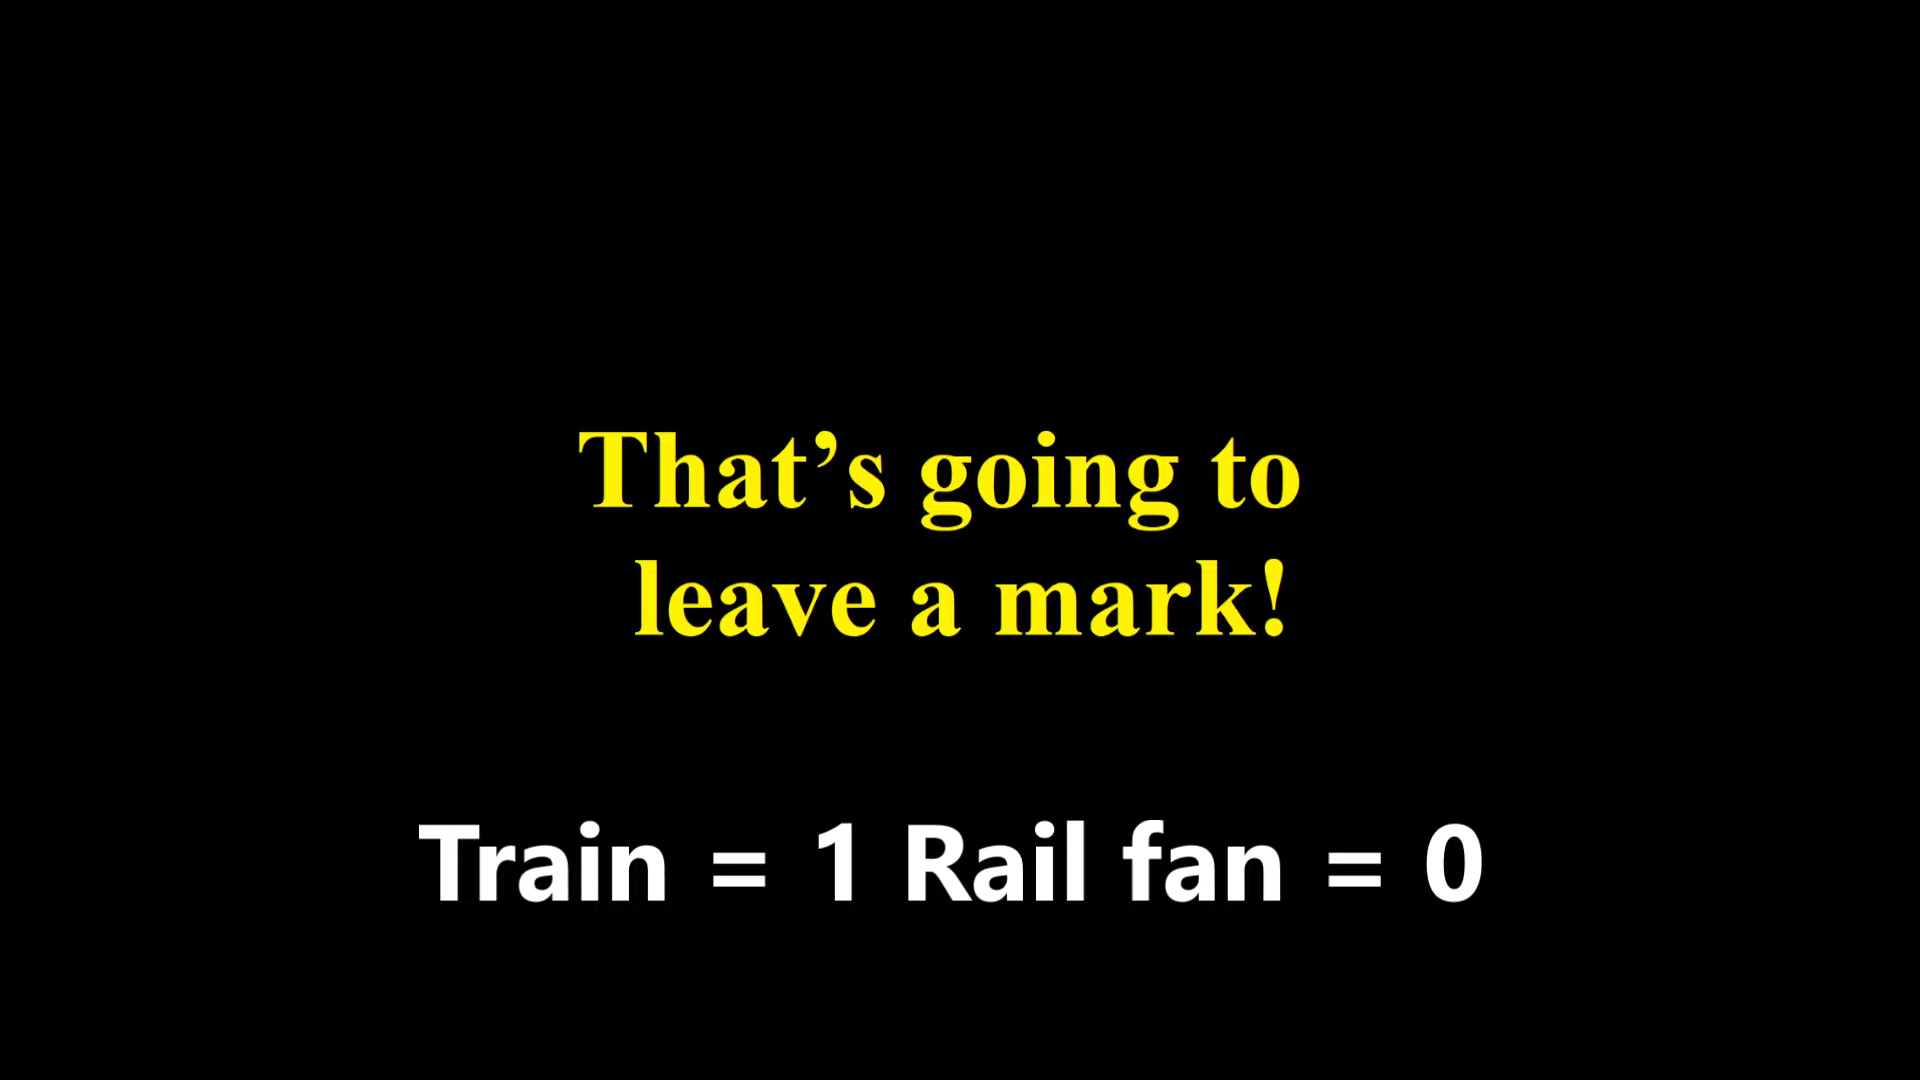 That’s going to
leave a mark!
Train = 1 Rail fan = 0